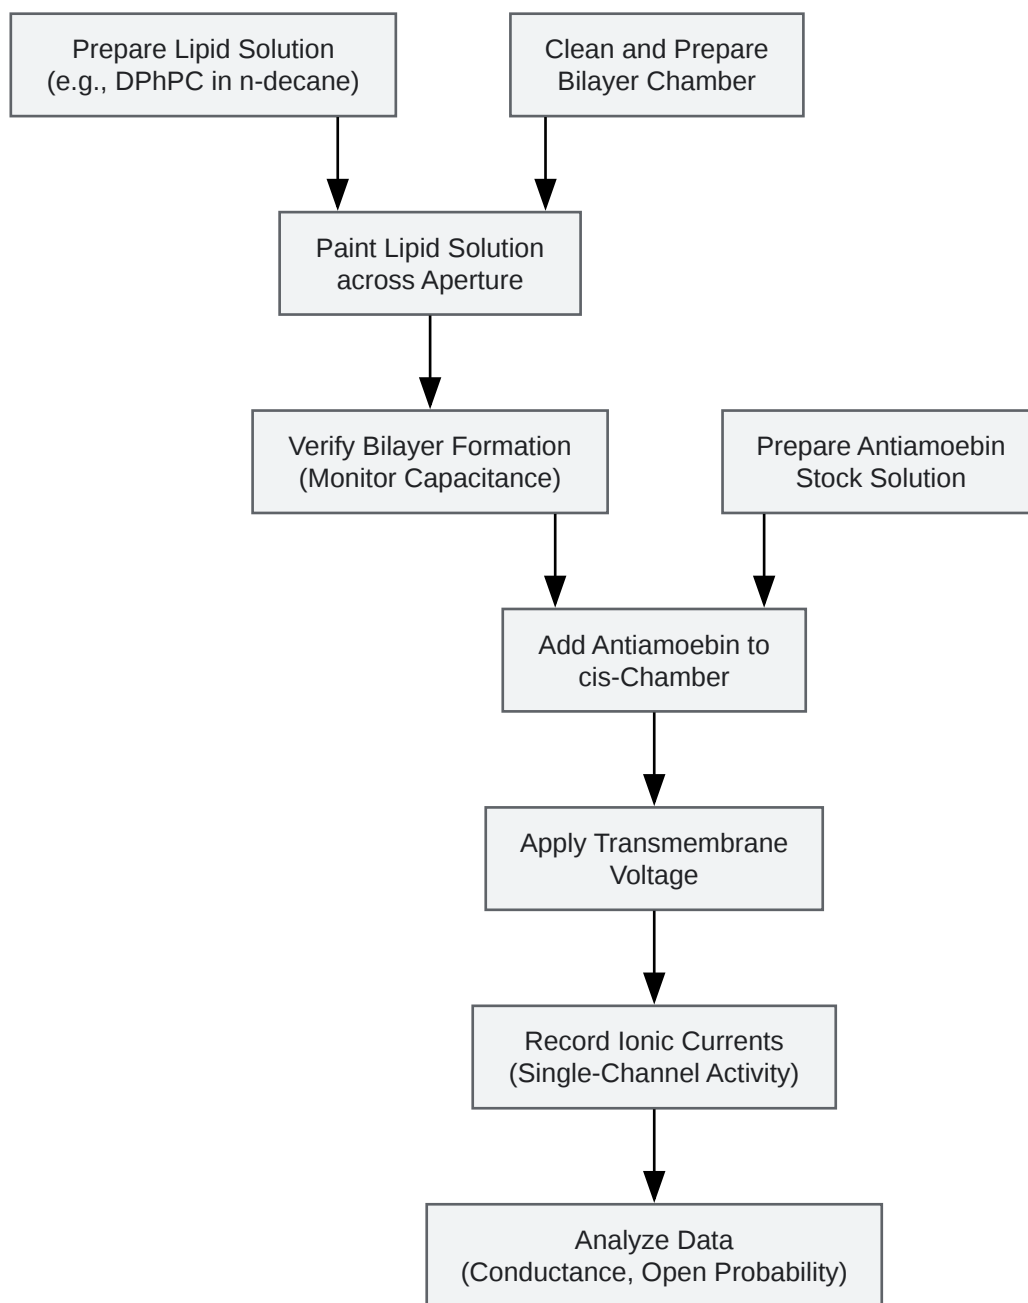 Prepare Lipid Solution
(e.g., DPhPC in n-decane)
Clean and Prepare
Bilayer Chamber
Paint Lipid Solution
across Aperture
Verify Bilayer Formation
(Monitor Capacitance)
Prepare Antiamoebin
Stock Solution
Add Antiamoebin to
cis-Chamber
Apply Transmembrane
Voltage
Record Ionic Currents
(Single-Channel Activity)
Analyze Data
(Conductance, Open Probability)